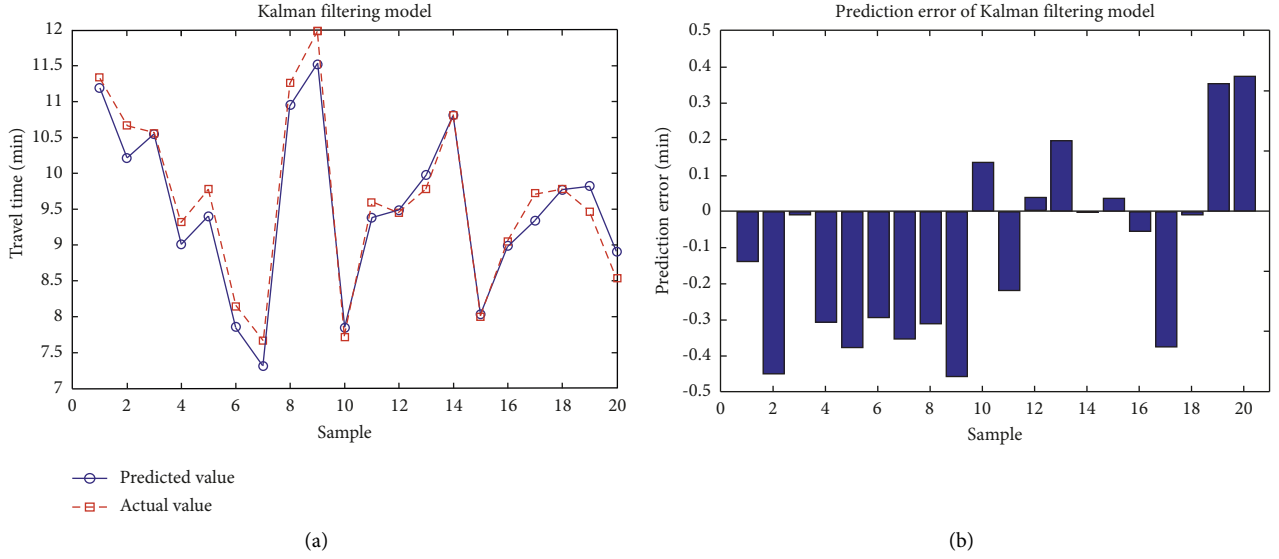 Kalman filtering model
12
11.5
11
10.5
10
9.5
9
8.5
8
7.5
7
Travel time (min)
0 2 4 6 8 10 12 14 16 18 20
Sample
Predicted value
Actual value
(a)
Prediction error of Kalman filtering model
0.5
0.4
0.3
0.2
0.1
0
-0.1
-0.2
-0.3
-0.4
-0.5
Prediction error (min)
0 2 4 6 8 10 12 14 16 18 20
Sample
(b)